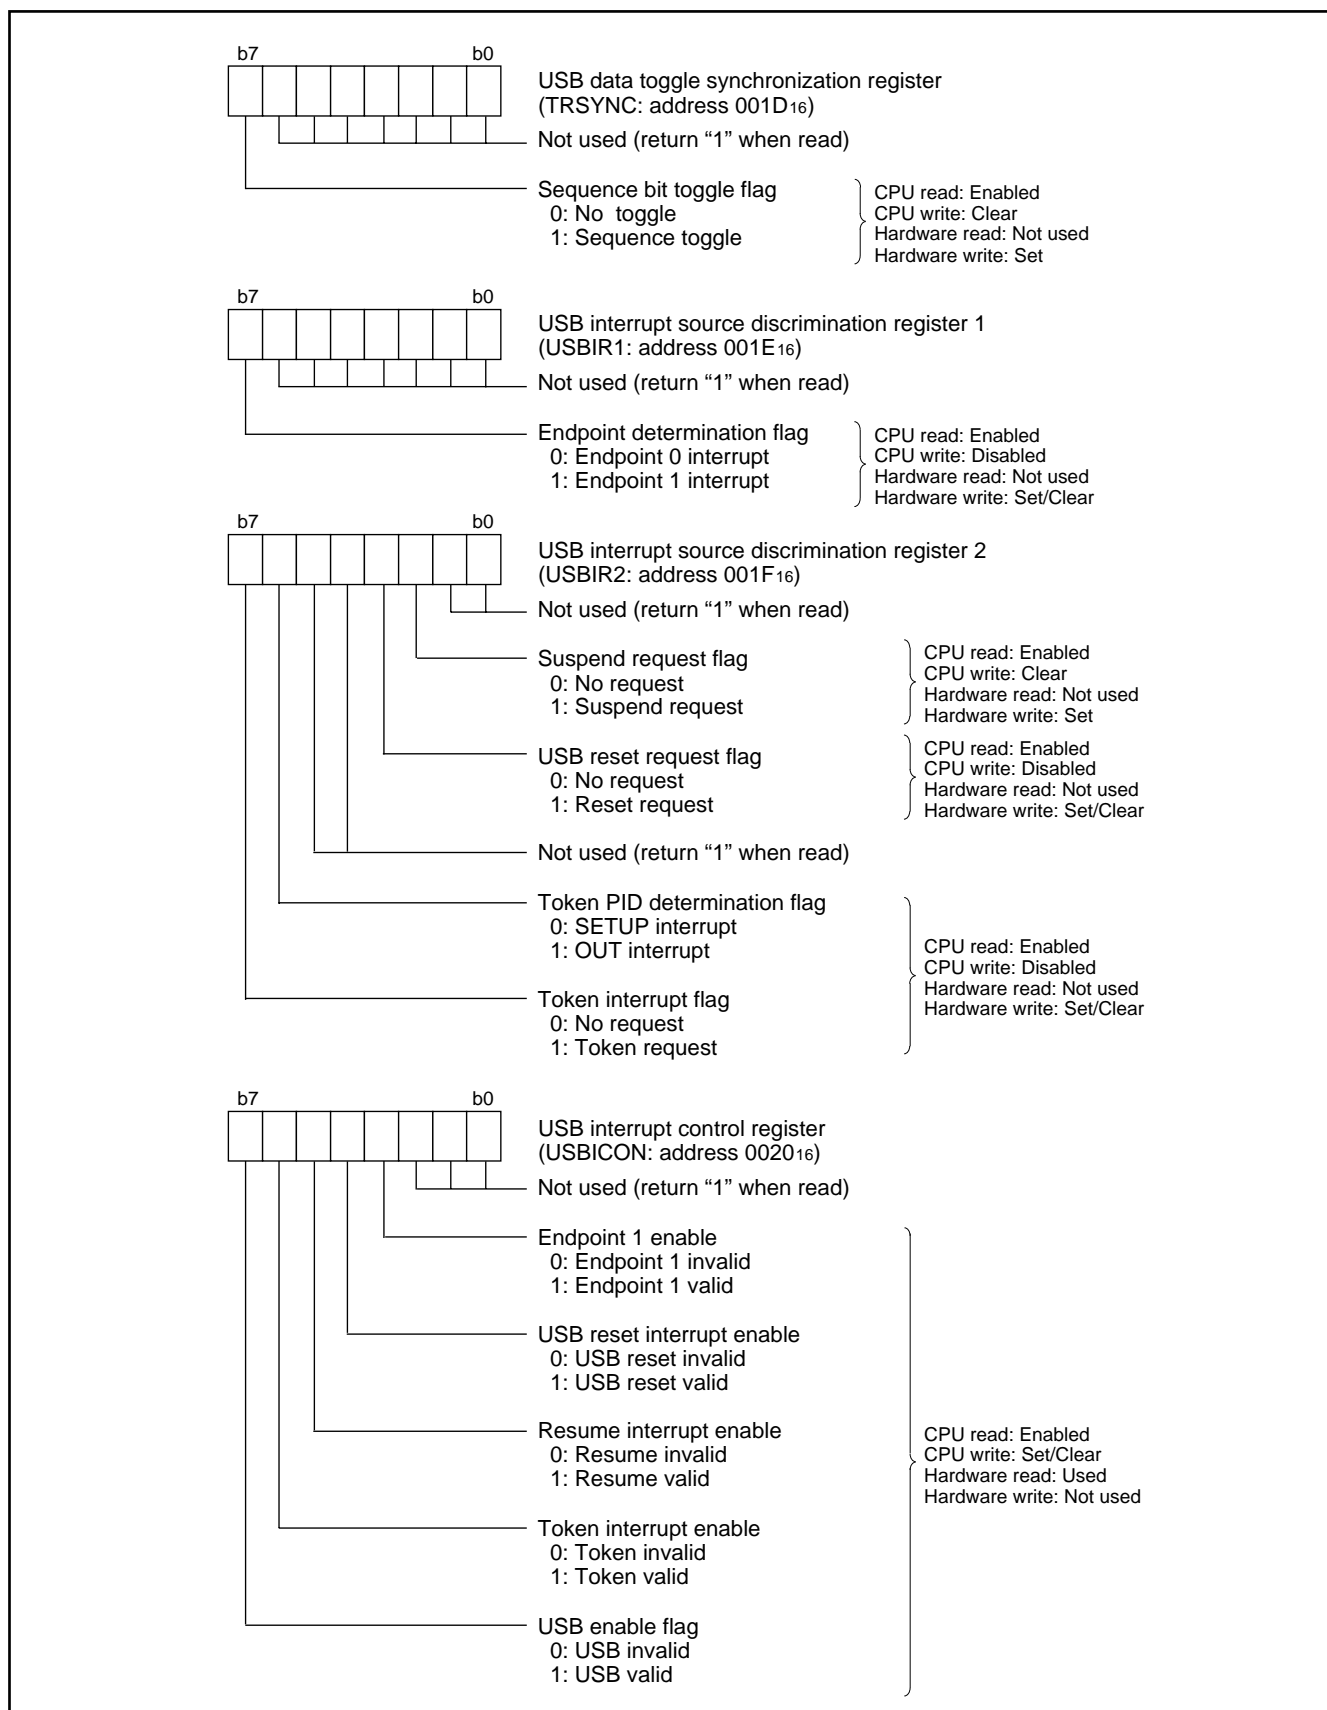 b7 b0
USB data toggle synchronization register
(TRSYNC: address 001D16)
Not used (return “1” when read)
Sequence bit toggle flag
0: No toggle
1: Sequence toggle
CPU read: Enabled
CPU write: Clear
Hardware read: Not used
Hardware write: Set
b7 b0
USB interrupt source discrimination register 1
(USBIR1: address 001E16)
Not used (return “1” when read)
Endpoint determination flag
0: Endpoint 0 interrupt
1: Endpoint 1 interrupt
CPU read: Enabled
CPU write: Disabled
Hardware read: Not used
Hardware write: Set/Clear
b7 b0
USB interrupt source discrimination register 2
(USBIR2: address 001F16)
Not used (return “1” when read)
Suspend request flag
0: No request
1: Suspend request
CPU read: Enabled
CPU write: Clear
Hardware read: Not used
Hardware write: Set
USB reset request flag
0: No request
1: Reset request
CPU read: Enabled
CPU write: Disabled
Hardware read: Not used
Hardware write: Set/Clear
Not used (return “1” when read)
Token PID determination flag
0: SETUP interrupt
1: OUT interrupt
Token interrupt flag
0: No request
1: Token request
CPU read: Enabled
CPU write: Disabled
Hardware read: Not used
Hardware write: Set/Clear
b7 b0
USB interrupt control register
(USBICON: address 002016)
Not used (return “1” when read)
Endpoint 1 enable
0: Endpoint 1 invalid
1: Endpoint 1 valid
USB reset interrupt enable
0: USB reset invalid
1: USB reset valid
Resume interrupt enable
0: Resume invalid
1: Resume valid
Token interrupt enable
0: Token invalid
1: Token valid
USB enable flag
0: USB invalid
1: USB valid
CPU read: Enabled
CPU write: Set/Clear
Hardware read: Used
Hardware write: Not used